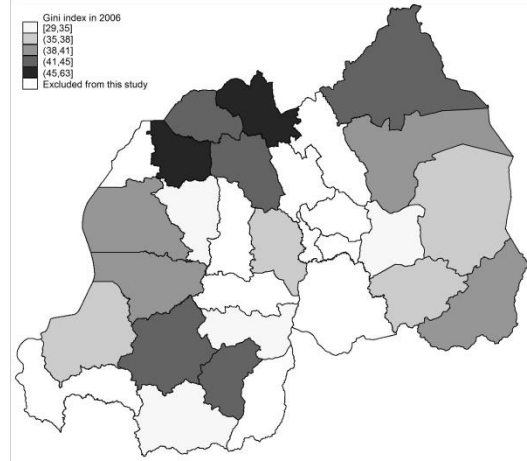 Gini index in 2006
[29,35]
(35,38]
(38,41]
(41,45]
(45,63]
Excluded from this study